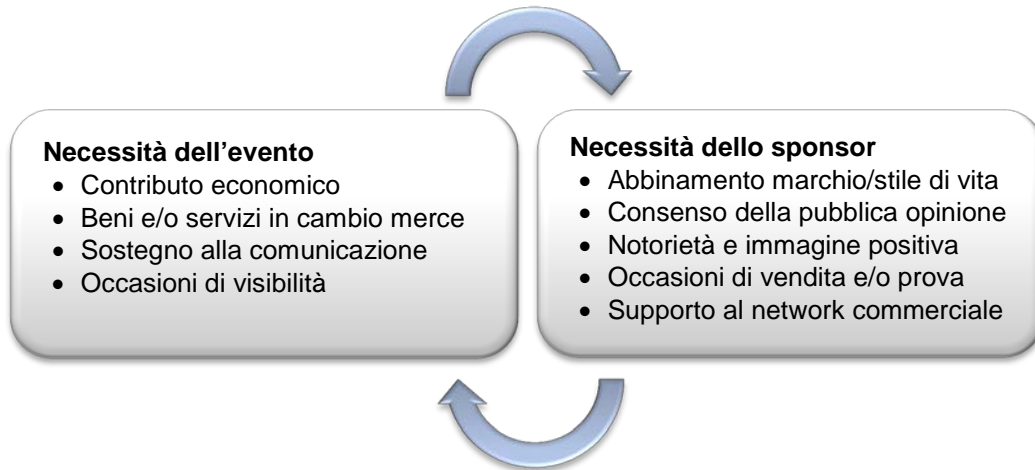 Necessità dell’evento
• Contributo economico
• Beni e/o servizi in cambio merce
• Sostegno alla comunicazione
• Occasioni di visibilità
Necessità dello sponsor
• Abbinamento marchio/stile di vita
• Consenso della pubblica opinione
• Notorietà e immagine positiva
• Occasioni di vendita e/o prova
• Supporto al network commerciale